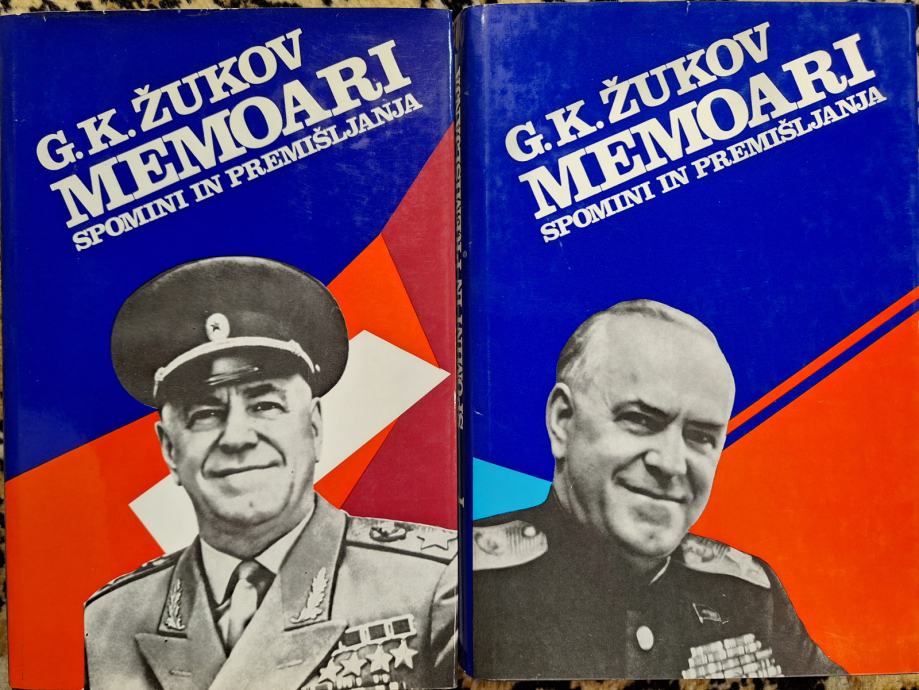 G.K. ŽUKOV
MEMOARI
SPOMINI IN PREMIŠLJANJA
G.K. ŽUKOV
MEMOARI
SPOMINI IN PREMIŠLJANJA